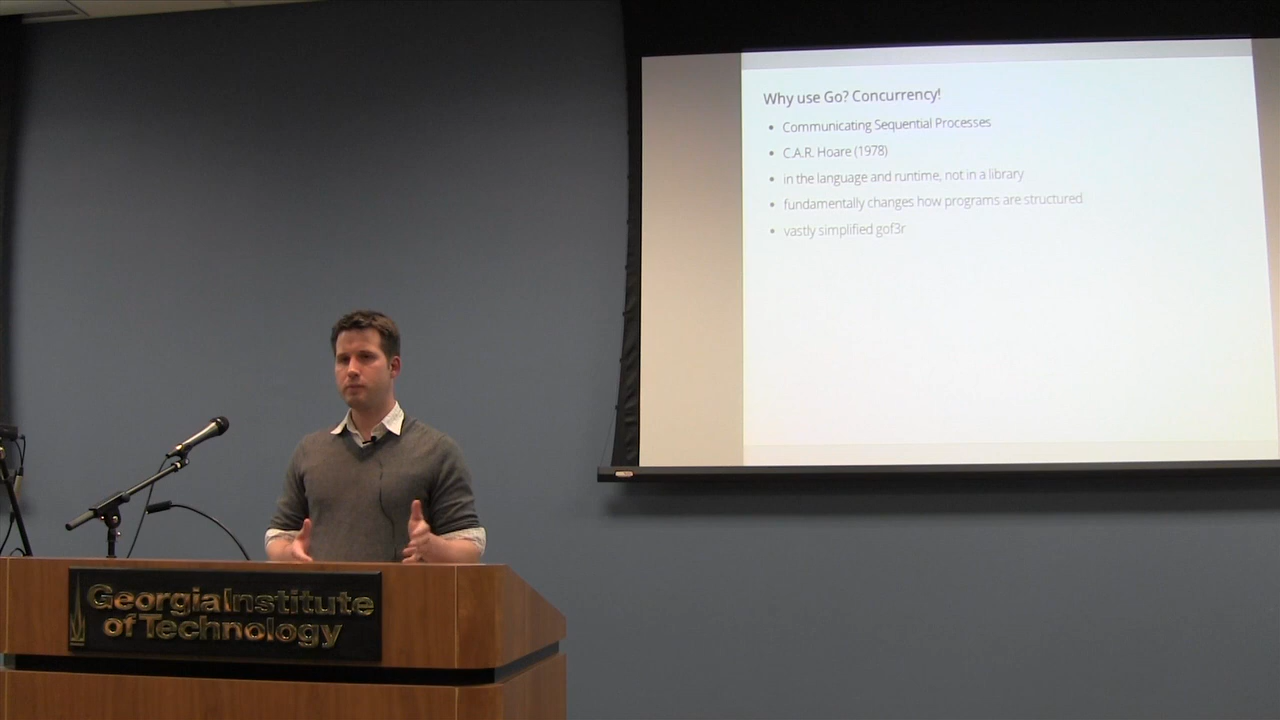 Why use Go? Concurrency!
• Communicating Sequential Processes
• C.A.R. Hoare (1978)
• in the language and runtime, not in a library
• fundamentally changes how programs are structured
• vastly simplified gof3r
Georgia Institute
of Technology